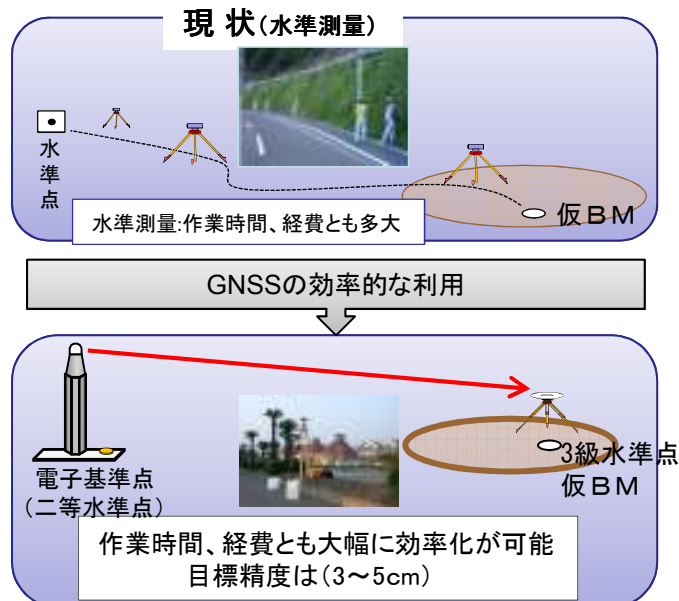 現 状(水準測量)
水準点
仮BM
水準測量:作業時間、経費とも多大
GNSSの効率的な利用
電子基準点
(二等水準点)
3級水準点
仮BM
作業時間、経費とも大幅に効率化が可能
目標精度は(3~5cm)